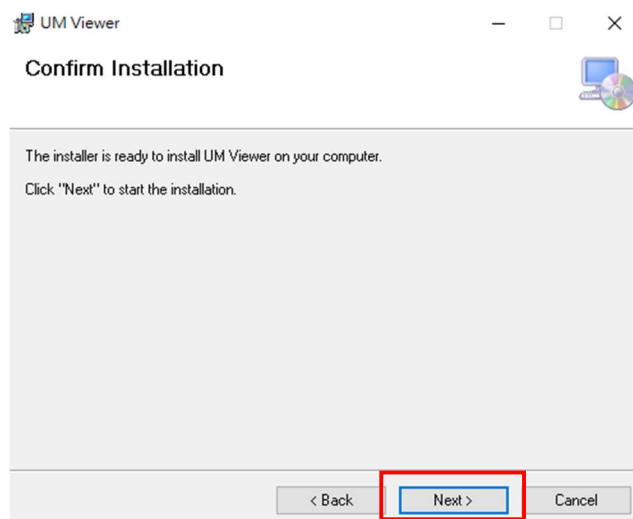 UM Viewer
Confirm Installation
The installer is ready to install UM Viewer on your computer.
Click "Next" to start the installation.
< Back Next > Cancel